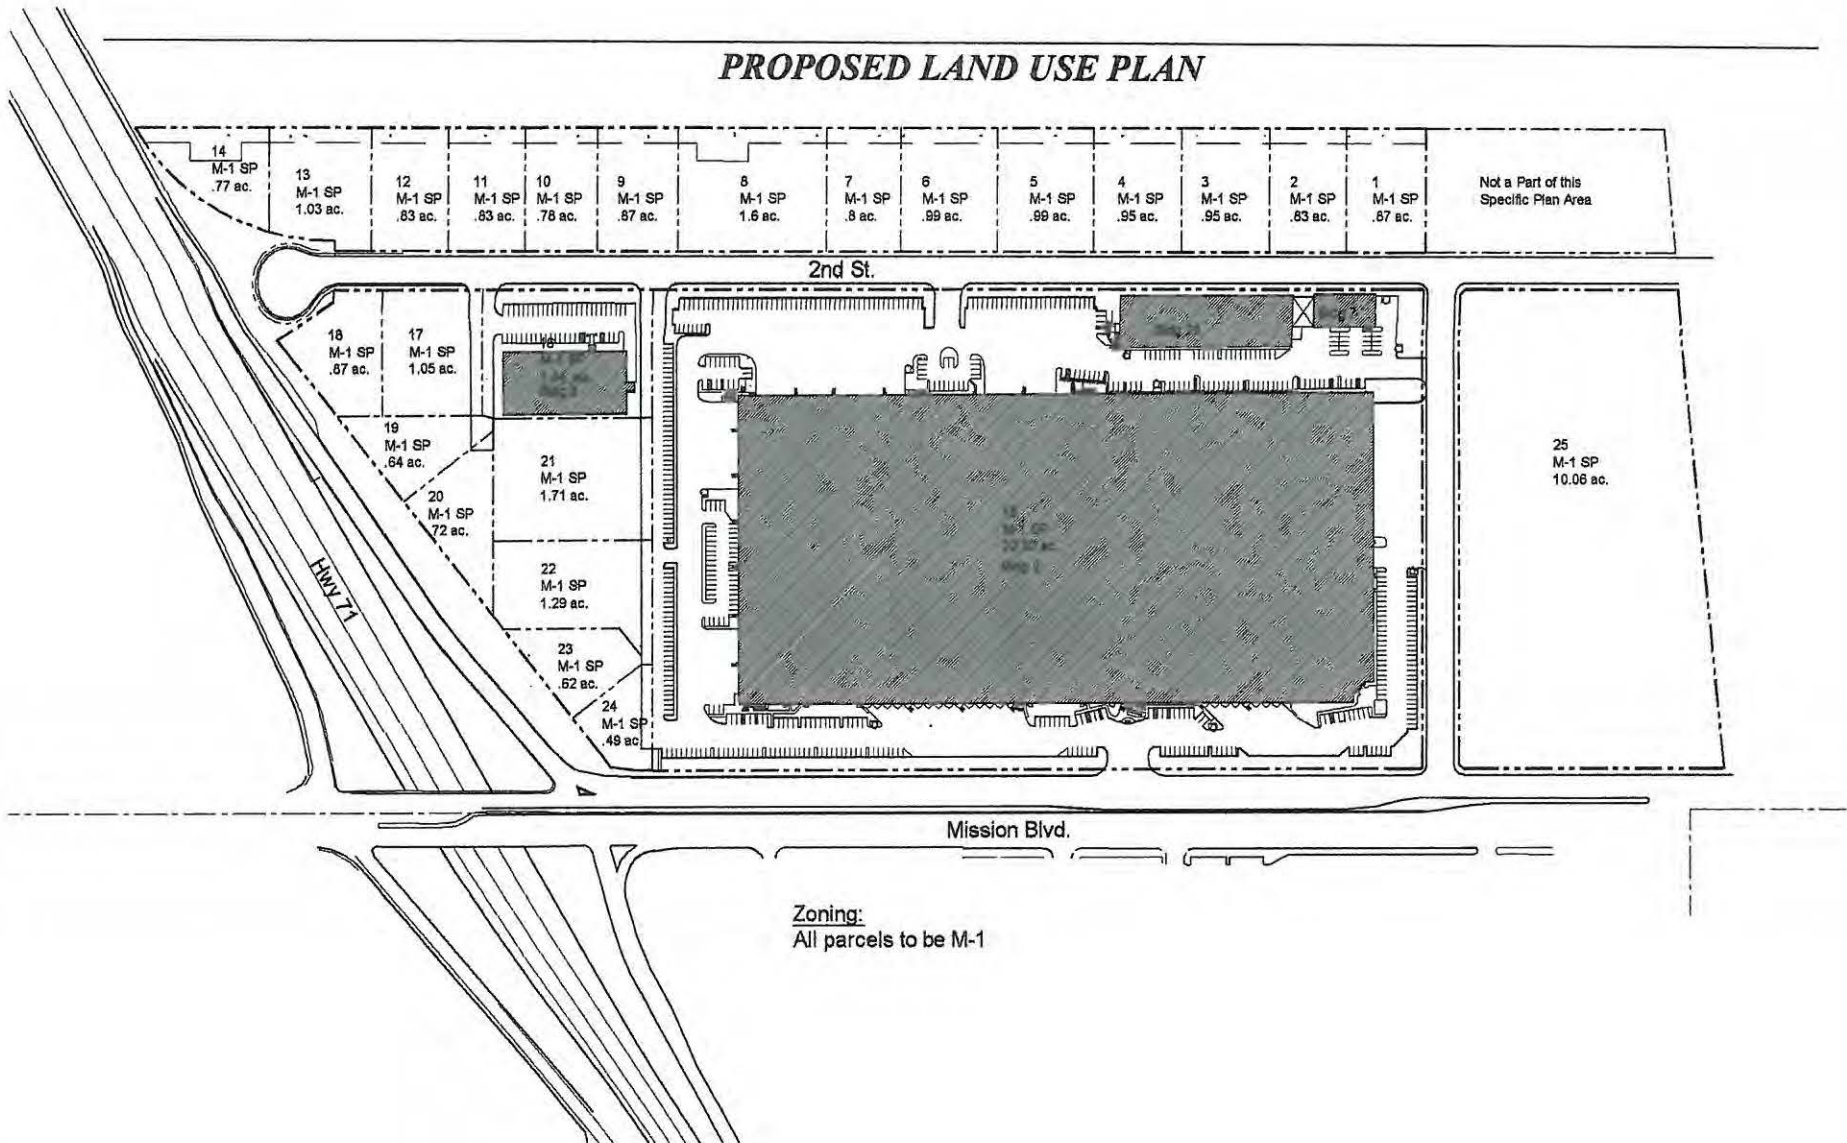 PROPOSED LAND USE PLAN
14
M-1 SP
.77 ac.
13
M-1 SP
1.03 ac.
12
M-1 SP
.83 ac.
11
M-1 SP
.83 ac.
10
M-1 SP
.78 ac.
9
M-1 SP
.87 ac.
8
M-1 SP
1.6 ac.
7
M-1 SP
.8 ac.
6
M-1 SP
.99 ac.
5
M-1 SP
.99 ac.
4
M-1 SP
.95 ac.
3
M-1 SP
.95 ac.
2
M-1 SP
.83 ac.
1
M-1 SP
.87 ac.
Not a Part of this
Specific Plan Area
2nd St.
18
M-1 SP
.87 ac.
17
M-1 SP
1.05 ac.
19
M-1 SP
.64 ac.
20
M-1 SP
.72 ac.
21
M-1 SP
1.71 ac.
22
M-1 SP
1.29 ac.
23
M-1 SP
.62 ac.
24
M-1 SP
.49 ac.
25
M-1 SP
10.06 ac.
Hwy 71
Mission Blvd.
Zoning:
All parcels to be M-1